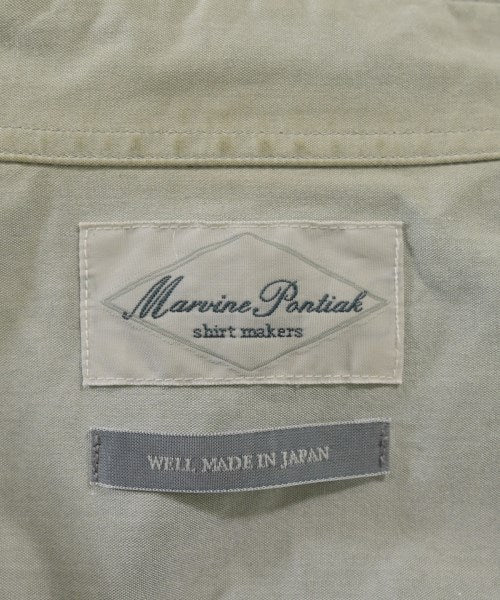 Marvine Pontiak
shirt makers
WELL MADE IN JAPAN